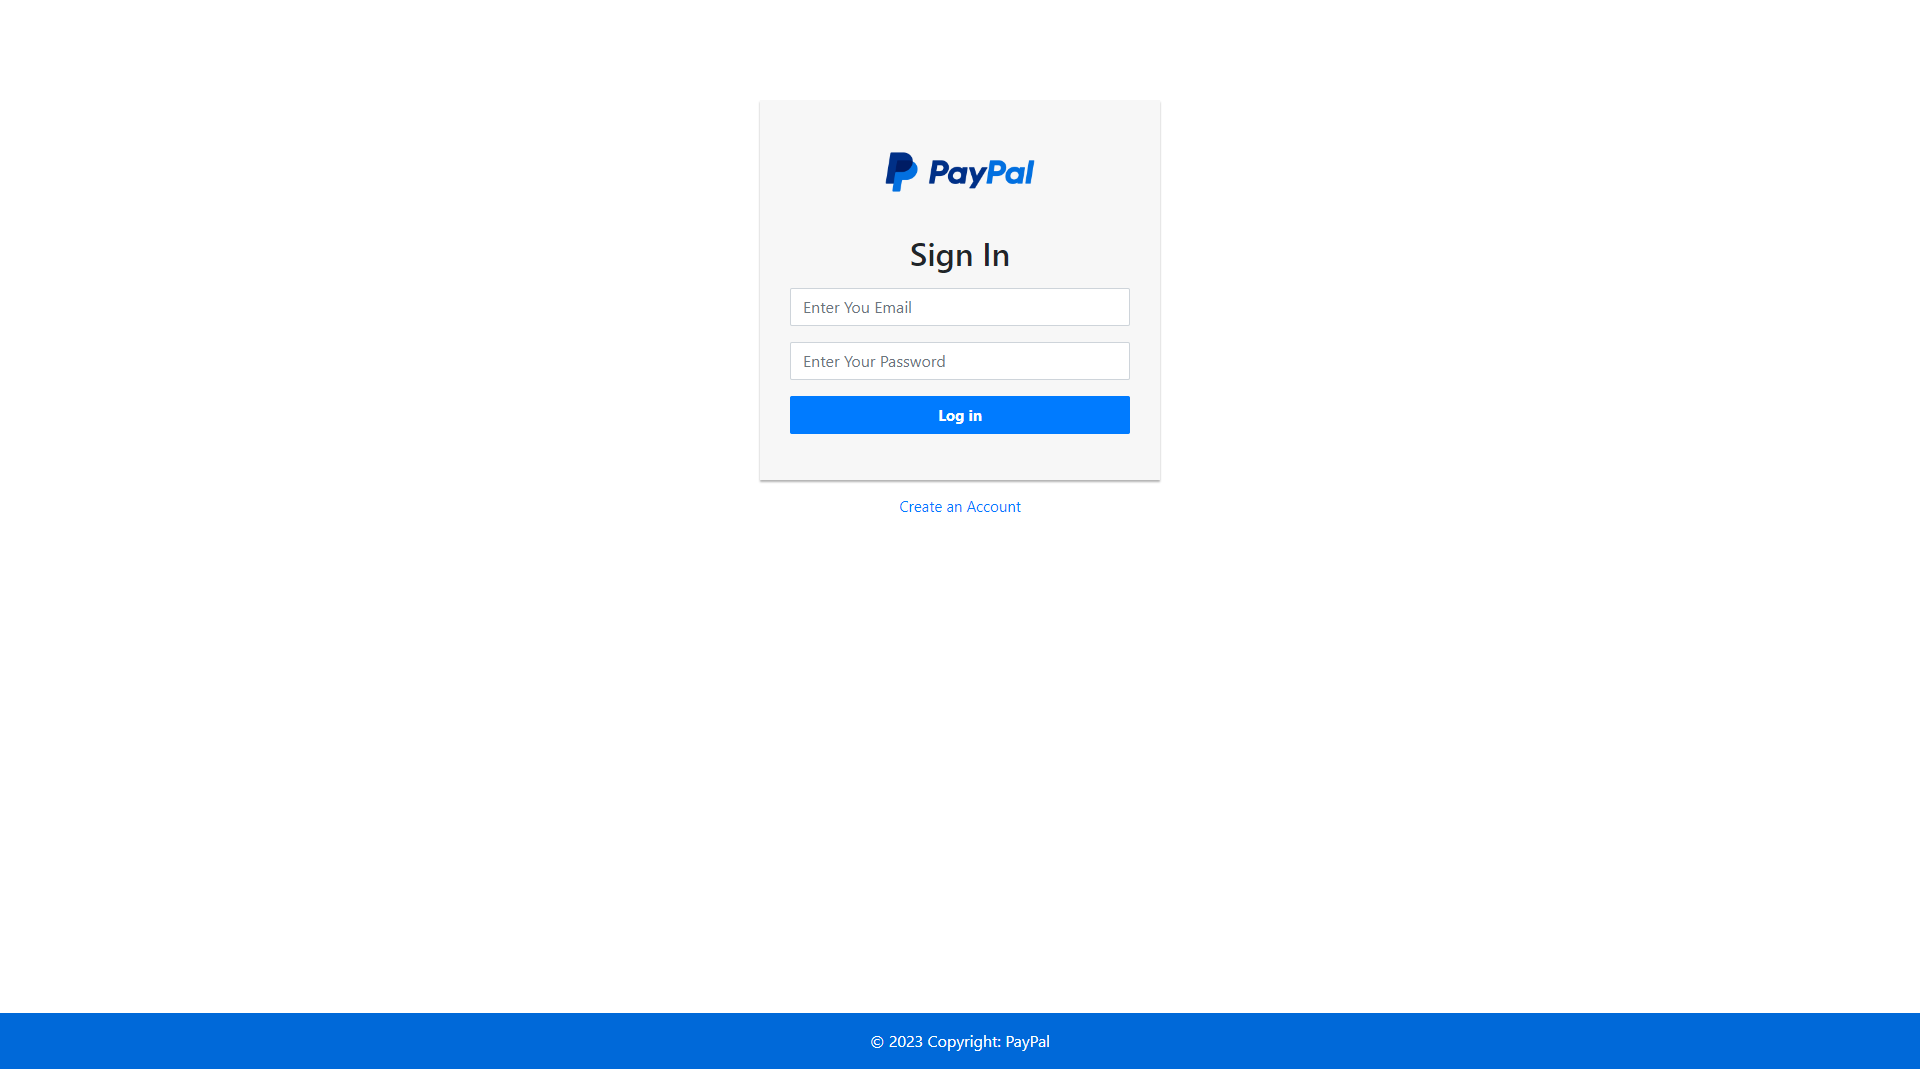 PayPal
Sign In
Enter You Email
Enter Your Password
Log in
Create an Account
© 2023 Copyright: PayPal